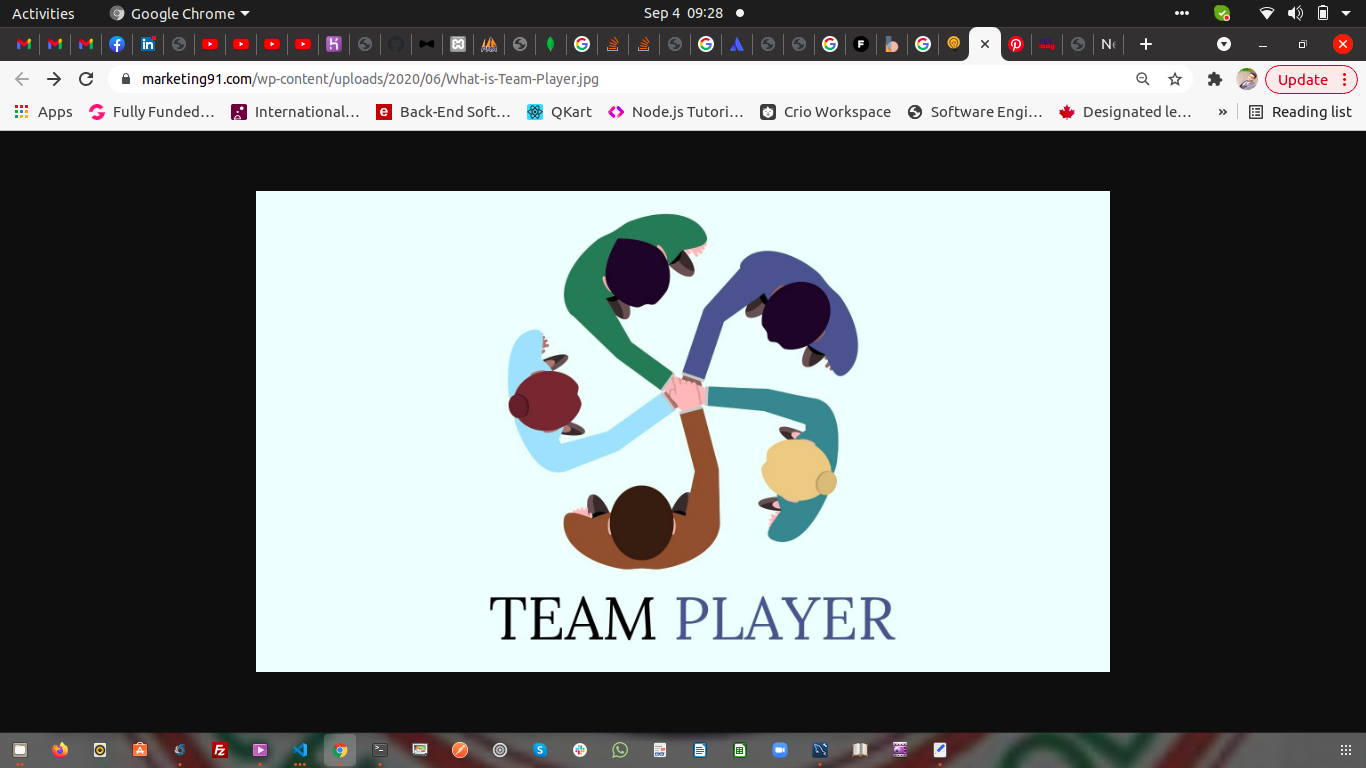 Activities Google Chrome Sep 4 09:28
marketing91.com/wp-content/uploads/2020/06/What-is-Team-Player.jpg Update
Apps Fully Funded… International… Back-End Soft… QKart Node.js Tutori… Crio Workspace Software Engi… Designated le… » Reading list
TEAM PLAYER